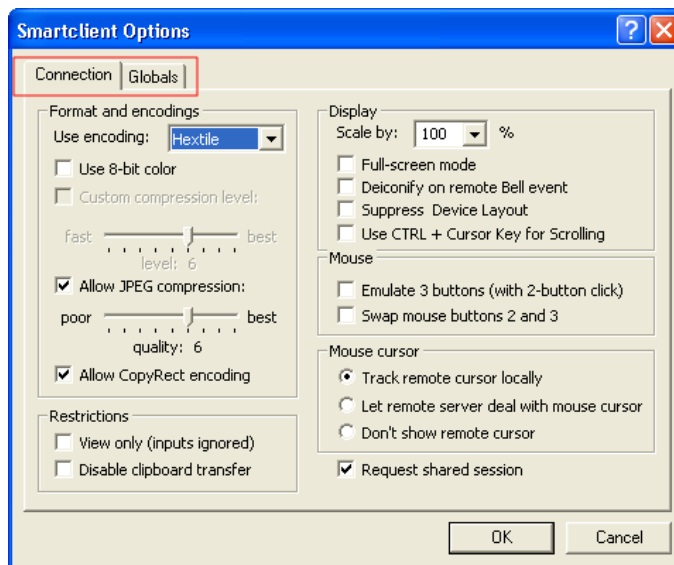 Smartclient Options
Connection
Globals
Format and encodings
Use encoding: Hextile
Use 8-bit color
Custom compression level:
fast best
level: 6
Allow JPEG compression:
poor best
quality: 6
Allow CopyRect encoding
Restrictions
View only (inputs ignored)
Disable clipboard transfer
Display
Scale by: 100 %
Full-screen mode
Deiconify on remote Bell event
Suppress Device Layout
Use CTRL + Cursor Key for Scrolling
Mouse
Emulate 3 buttons (with 2-button click)
Swap mouse buttons 2 and 3
Mouse cursor
Track remote cursor locally
Let remote server deal with mouse cursor
Don't show remote cursor
Request shared session
OK
Cancel